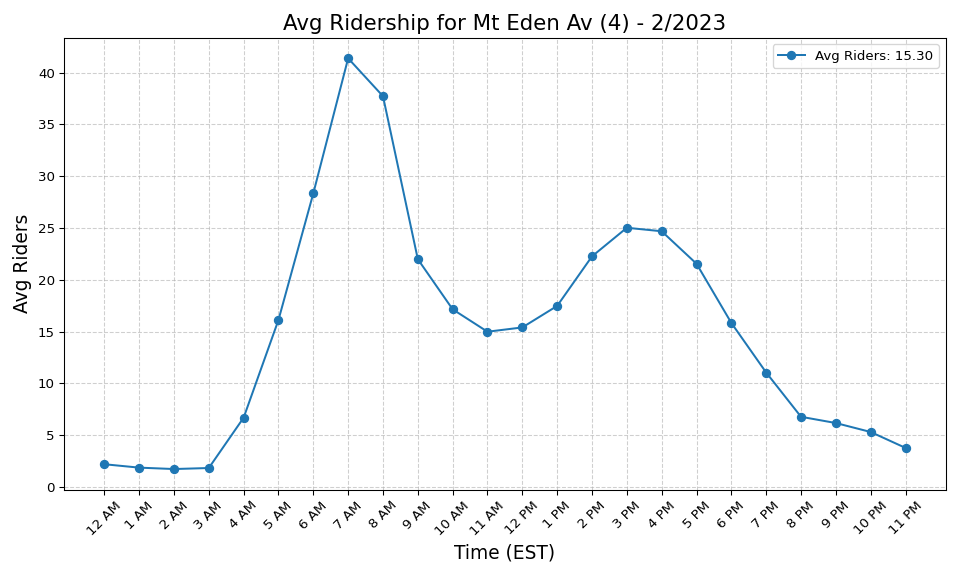 Avg Ridership for Mt Eden Av (4) - 2/2023
Avg Riders: 15.30
Avg Riders
40
35
30
25
20
15
10
5
0
12 AM
1 AM
2 AM
3 AM
4 AM
5 AM
6 AM
7 AM
8 AM
9 AM
10 AM
11 AM
12 PM
1 PM
2 PM
3 PM
4 PM
5 PM
6 PM
7 PM
8 PM
9 PM
10 PM
11 PM
Time (EST)